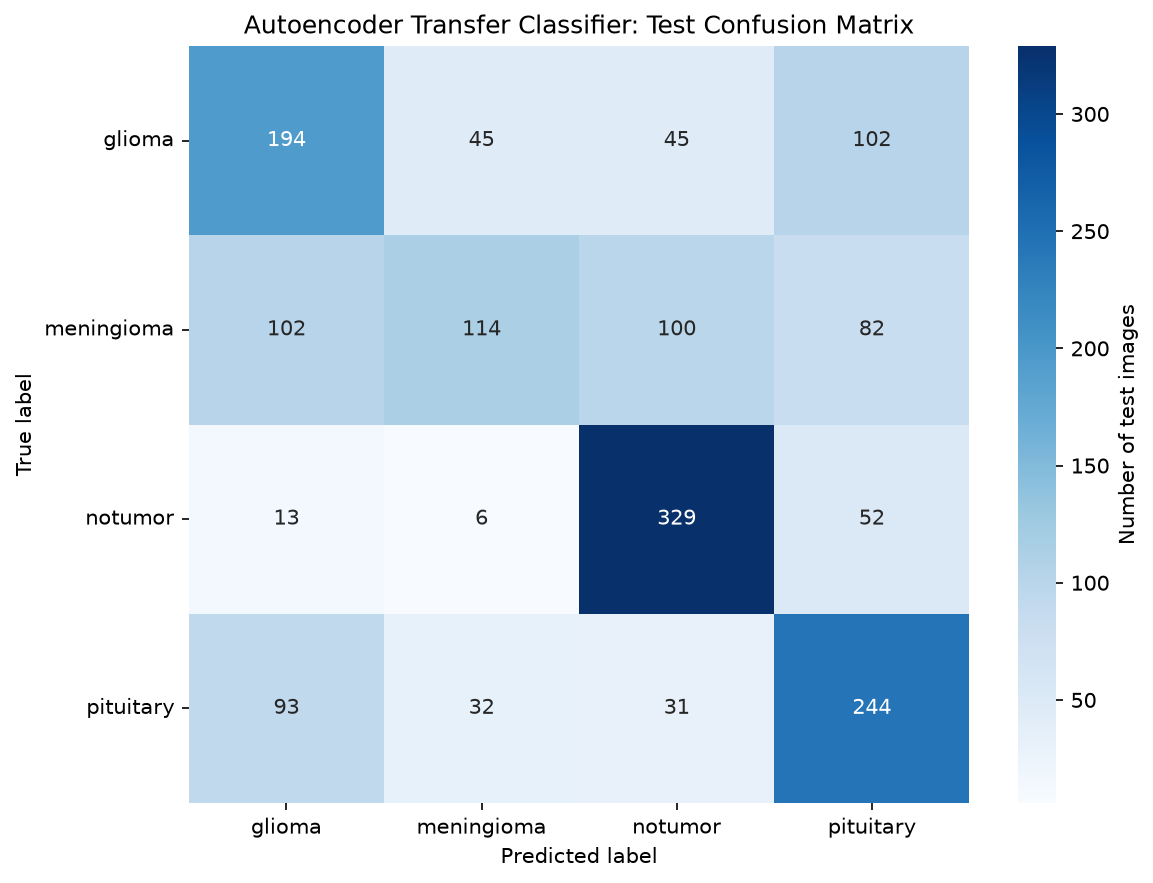 Autoencoder Transfer Classifier: Test Confusion Matrix
True label
glioma 194 45 45 102
meningioma 102 114 100 82
notumor 13 6 329 52
pituitary 93 32 31 244
glioma meningioma notumor pituitary
Predicted label
300
250
200
150
100
50
Number of test images